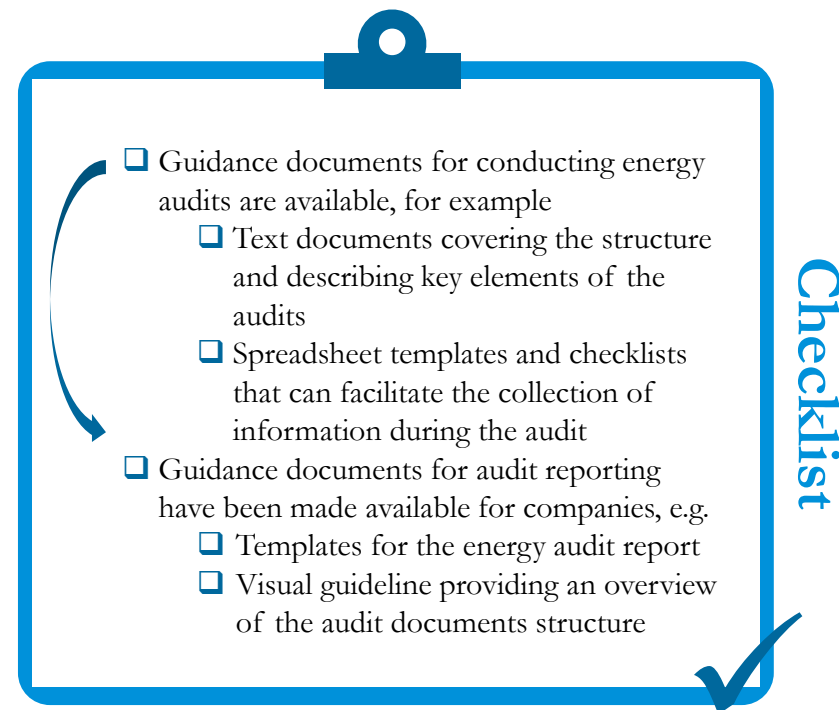 ❑ Guidance documents for conducting energy
audits are available, for example
❑ Text documents covering the structure
and describing key elements of the
audits
❑ Spreadsheet templates and checklists
that can facilitate the collection of
information during the audit
❑ Guidance documents for audit reporting
have been made available for companies, e.g.
❑ Templates for the energy audit report
❑ Visual guideline providing an overview
of the audit documents structure
Checklist